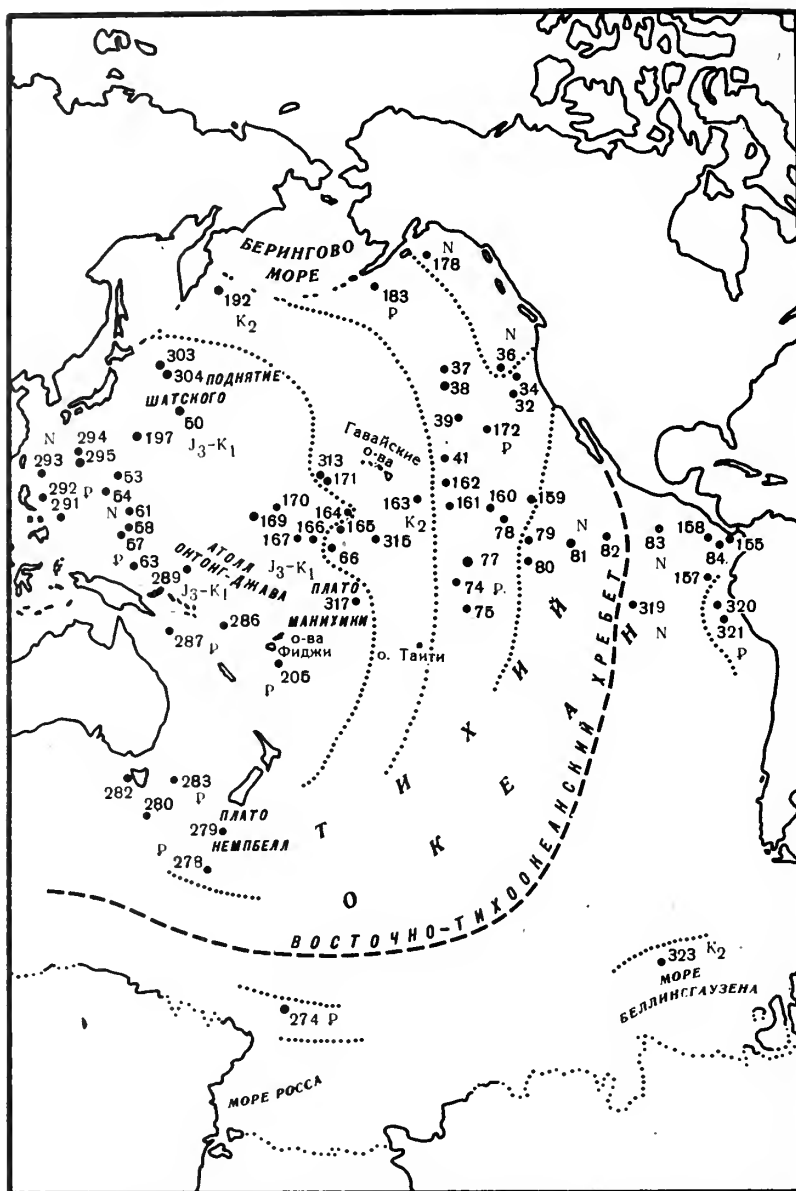 БЕРИНГОВО
МОРЕ
N
178
192
K₂
183
₽
N
36
303
304 ПОДНЯТИЕ
ШАТСКОГО
50
37
38
34
32
197
J₃-K₁
39
172
₽
N
294
295
293
53
Гавайские
о-ва
41
313
171
292
₽
54
291
N
61
58
57
162
163
K₂
161
160
159
170
164
169
78
167
166
165
315
66
79
N
81
82
83
158
84
155
₽
63
АТОЛЛ
ОНТОНГ-ДЖАВА
289
J₃-K₁
J₃-K₁
77
80
N
157
74
₽
75
ПЛАТО
317
МАНИХИКИ
286
287
₽
о-ва
Фиджи
205
₽
о. Таити
319
320
321
N
₽
ТИХИЙ
ОКЕАН
282
283
280
₽
ПЛАТО
279
КЕМПБЕЛЛ
₽
278
ВОСТОЧНО-ТИХООКЕАНСКИЙ ХРЕБЕТ
323 K₂
МОРЕ
БЕЛЛИНСГАУЗЕНА
274 ₽
МОРЕ РОССА